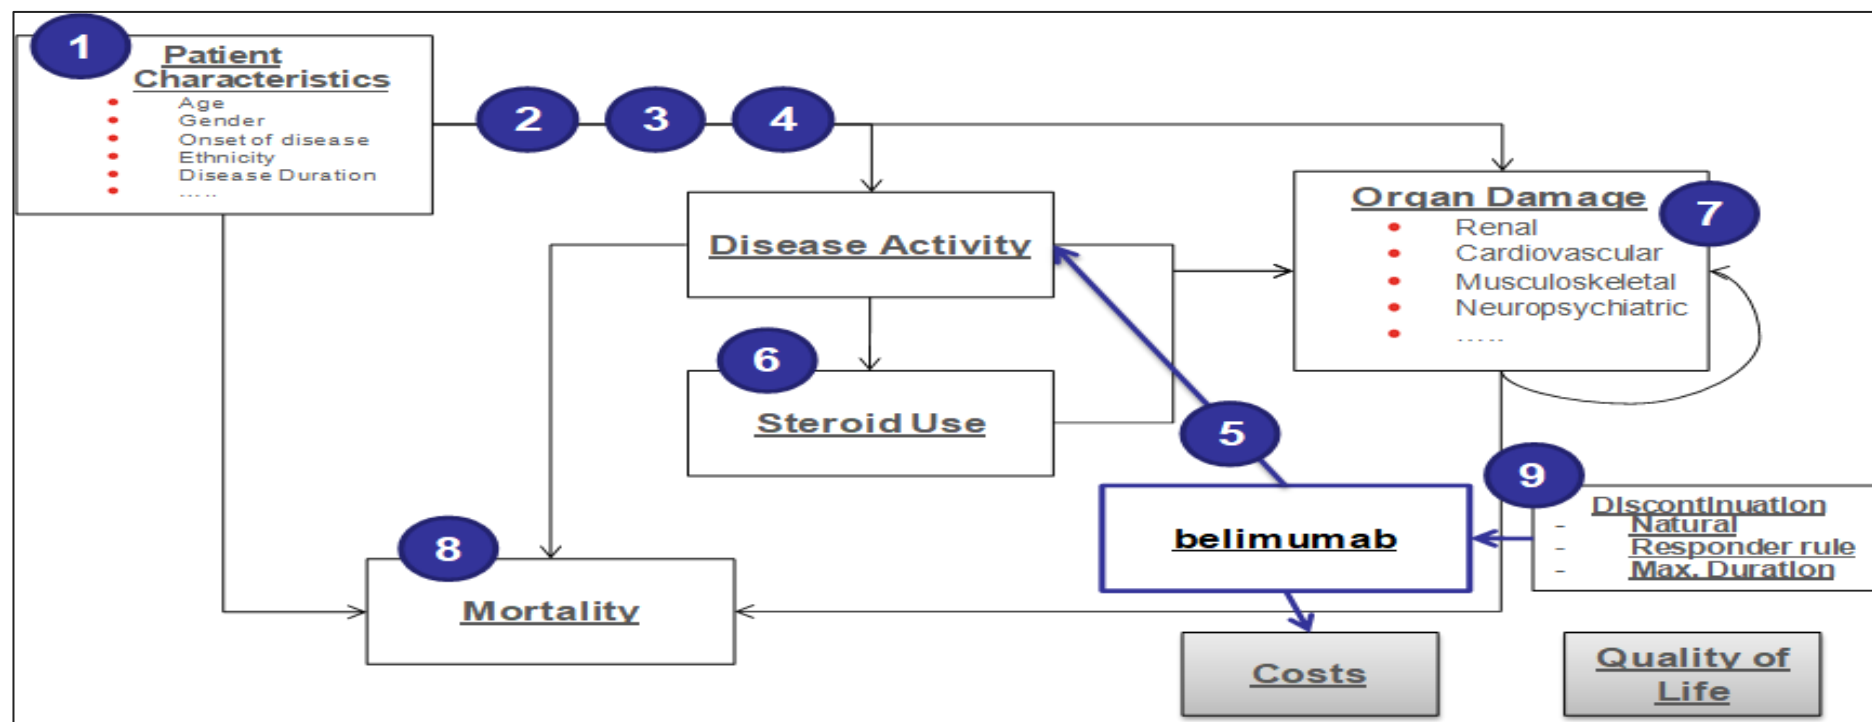 1
Patient
Characteristics
• Age
• Gender
• Onset of disease
• Ethnicity
• Disease Duration
• .....
2
3
4
Disease Activity
Organ Damage
7
• Renal
• Cardiovascular
• Musculoskeletal
• Neuropsychiatric
• .....
6
Steroid Use
5
9
Discontinuation
- Natural
- Responder rule
- Max. Duration
belimumab
8
Mortality
Costs
Quality of
Life